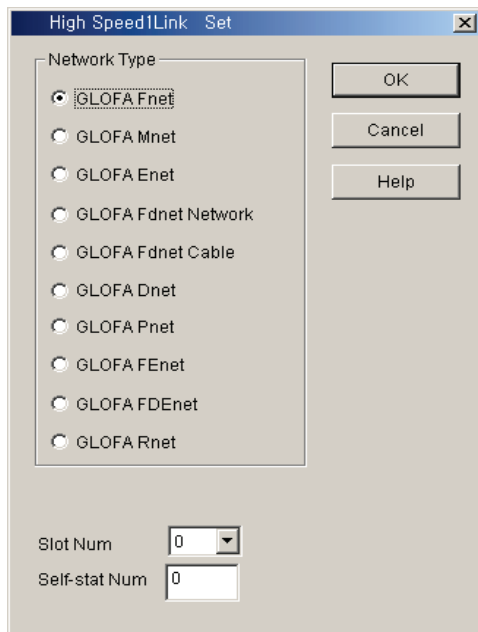 High Speed1Link Set
Network Type
GLOFA Fnet
GLOFA Mnet
GLOFA Enet
GLOFA Fdnet Network
GLOFA Fdnet Cable
GLOFA Dnet
GLOFA Pnet
GLOFA FEnet
GLOFA FDEnet
GLOFA Rnet
OK
Cancel
Help
Slot Num 0
Self-stat Num 0